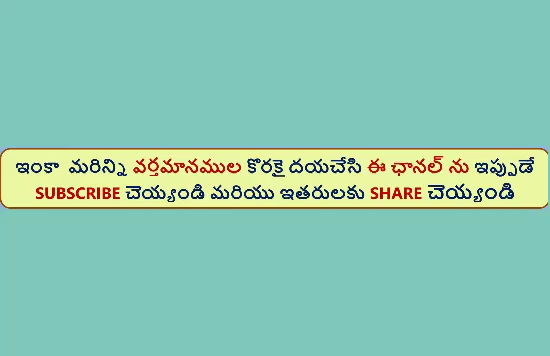 ఇంకా మరిన్ని వర్తమానముల కొరకై దయచేసి ఈ ఛానల్ ను ఇప్పుడే
SUBSCRIBE చెయ్యండి మరియు ఇతరులకు SHARE చెయ్యండి